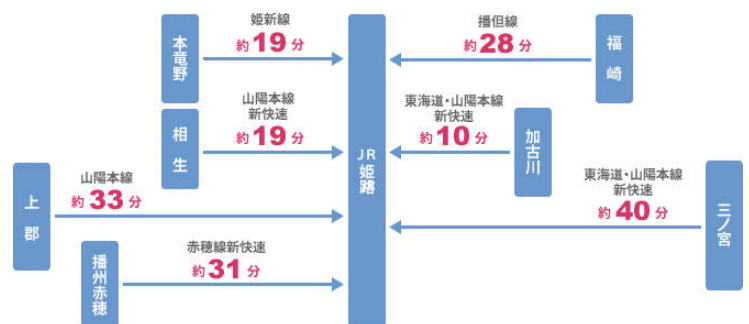 本竜野
姫新線
約19分
相生
山陽本線
新快速
約19分
上郡
山陽本線
約33分
播州赤穂
赤穂線新快速
約31分
JR姫路
播但線
約28分
福崎
東海道・山陽本線
新快速
約10分
加古川
東海道・山陽本線
新快速
約40分
三ノ宮